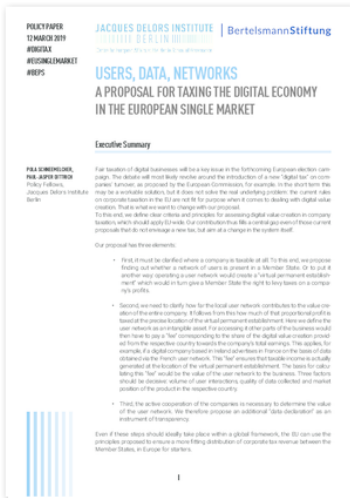 POLICY PAPER
12 MARCH 2019
#DIGITAX
#EUSINGLEMARKET
#BEPS
JACQUES DELORS INSTITUTE
BERLIN
BertelsmannStiftung
USERS, DATA, NETWORKS
A PROPOSAL FOR TAXING THE DIGITAL ECONOMY
IN THE EUROPEAN SINGLE MARKET
Executive Summary
PAUL-JASPER DITTRICH
Policy Fellows,
Jacques Delors Institute
Berlin
Fair taxation of digital businesses will be a key issue in the forthcoming European election cam-
paign. The debate will most likely revolve around the introduction of a new "digital tax" on com-
panies' turnover, as proposed by the European Commission, for example. In the short term this
may be a workable solution, but it does not solve the real underlying problem: the current rules
on corporate taxation in the EU are not fit for purpose when it comes to dealing with digital value
creation. That is what we want to change with our proposal.
To this end, we define clear criteria and principles for assessing digital value creation in company
taxation, which should apply EU-wide. Our contribution thus fills a central gap even of those current
proposals that do not envisage a new tax, but aim at a change in the system itself.
Our proposal has three elements:
• First, it must be clarified where a company is taxable at all. To this end, we propose
finding out whether a network of users is present in a Member State. Or to put it
another way: operating a user network would create a "virtual permanent establish-
ment" which would in turn give a Member State the right to levy taxes on a compa-
ny's profits.
• Second, we need to clarify how far the local user network contributes to the value cre-
ation of the entire company. It follows from this how much of that proportional profit is
taxed at the precise location of the virtual permanent establishment. Here we define the
user network as an intangible asset. For accessing it other parts of the business would
then have to pay a "fee" corresponding to the share of the digital value creation provid-
ed from the respective country towards the company's total earnings. This applies, for
example, if a digital company based in Ireland advertises in France on the basis of data
obtained via the French user network. This "fee" ensures that taxable income is actually
generated at the location of the virtual permanent establishment. The basis for calcu-
lating this "fee" would be the value of the user network to the business. Three factors
should be decisive: volume of user interactions, quality of data collected and market
position of the product in the respective country.
• Third, the active cooperation of the companies is necessary to determine the value
of the user network. We therefore propose an additional "data declaration" as an
instrument of transparency.
Even if these steps should ideally take place within a global framework, the EU can use the
principles proposed to ensure a more fitting distribution of corporate tax revenue between the
Member States, in Europe for starters.
1